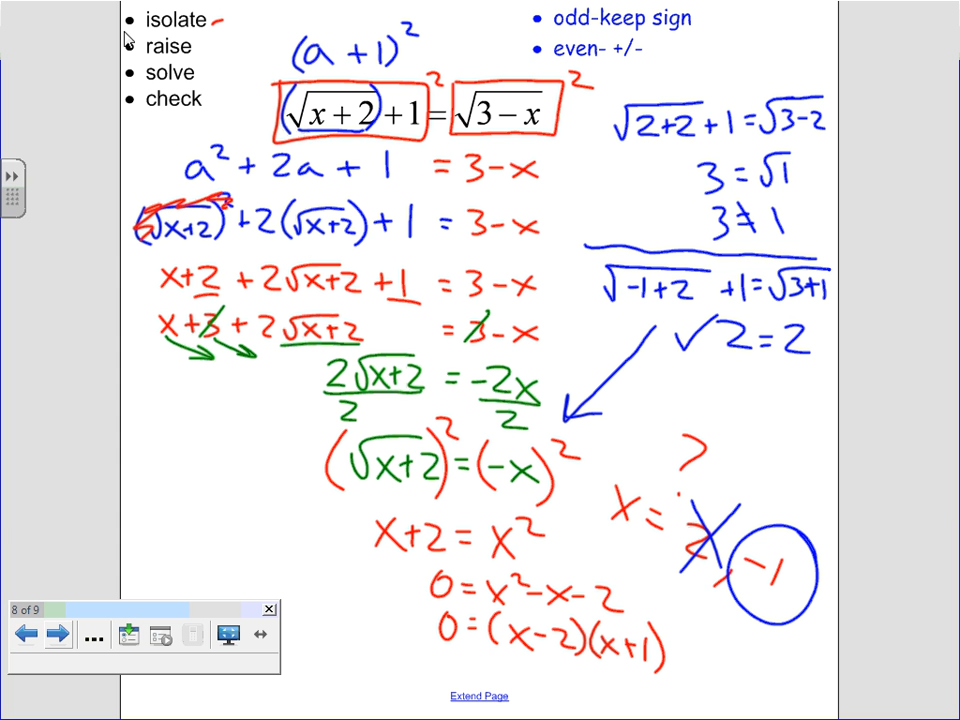 • isolate –
• raise
• solve
• check
• odd-keep sign
• even- +/-
(a + 1)²
(√(x + 2) + 1)² = (√(3 − x))²
a² + 2a + 1 = 3 − x
(√x+2)² + 2(√x+2) + 1 = 3 − x
x+2 + 2√x+2 + 1 = 3 − x
x+3 + 2√x+2 = 3 − x
2√x+2 / 2 = −2x / 2
(√x+2)² = (−x)²
x+2 = x²
0 = x² − x − 2
0 = (x − 2)(x + 1)
√2+2 + 1 = √3−2
3 = √1
3 ≠ 1
√−1+2 + 1 = √3+1
✓ 2 = 2
?
x = 2, −1
8 of 9
...
Extend Page